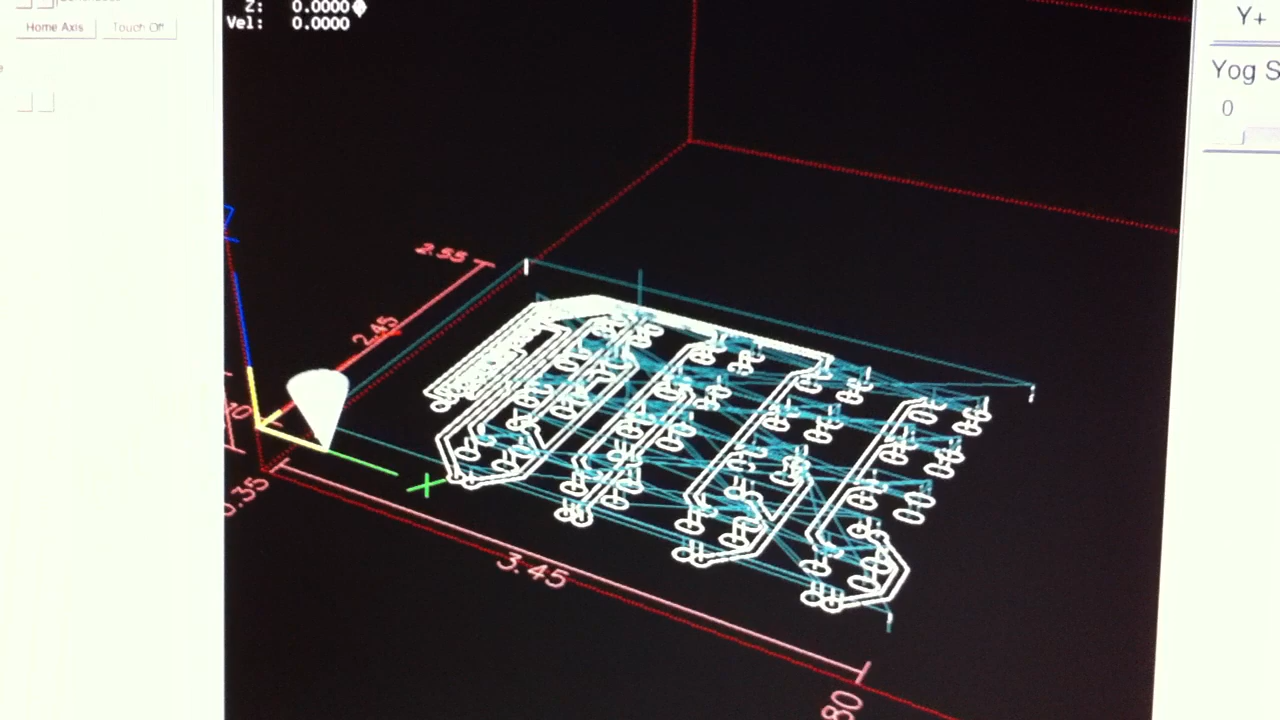 Z: 0.0000
Vel: 0.0000
Home Axis
Touch Off
Y+
Yog S
0
2.55
2.45
0.35
3.45
80
X